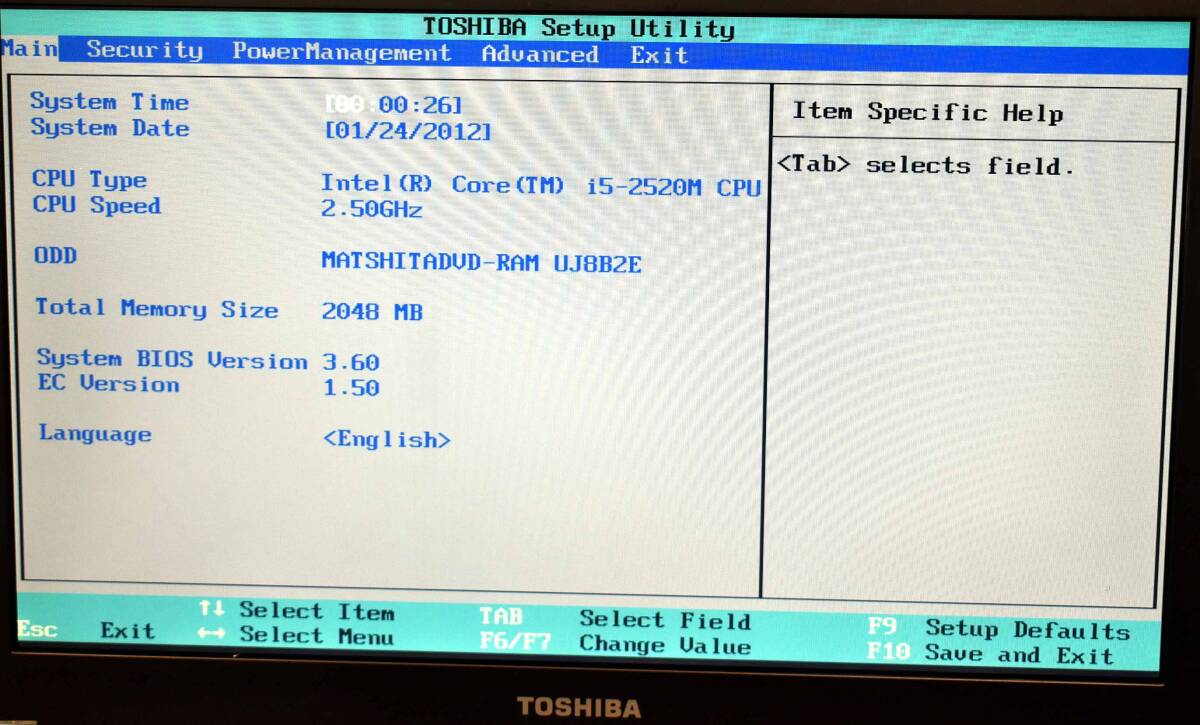 TOSHIBA Setup Utility
Main Security PowerManagement Advanced Exit
System Time [00:00:26]
System Date [01/24/2012]
CPU Type Intel(R) Core(TM) i5-2520M CPU
CPU Speed 2.50GHz
ODD MATSHITADVD-RAM UJ8B2E
Total Memory Size 2048 MB
System BIOS Version 3.60
EC Version 1.50
Language <English>
Item Specific Help
<Tab> selects field.
↑↓ Select Item TAB Select Field F9 Setup Defaults
Esc Exit ↔ Select Menu F6/F7 Change Value F10 Save and Exit
TOSHIBA